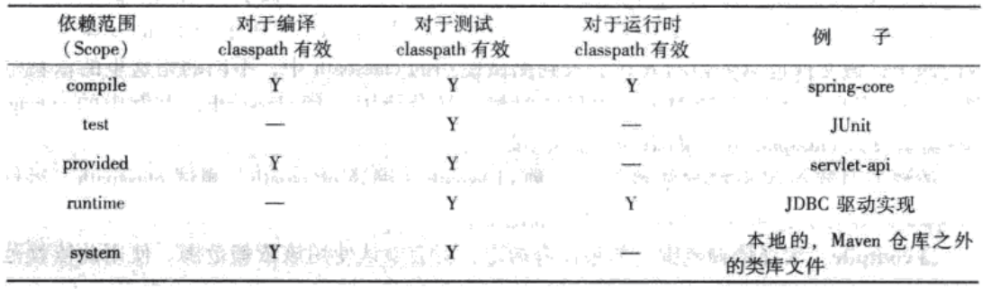 依赖范围 (Scope) 对于编译 classpath 有效 对于测试 classpath 有效 对于运行时 classpath 有效 例 子
compile Y Y Y spring-core
test — Y — JUnit
provided Y Y — servlet-api
runtime — Y Y JDBC 驱动实现
system Y Y — 本地的，Maven 仓库之外的类库文件